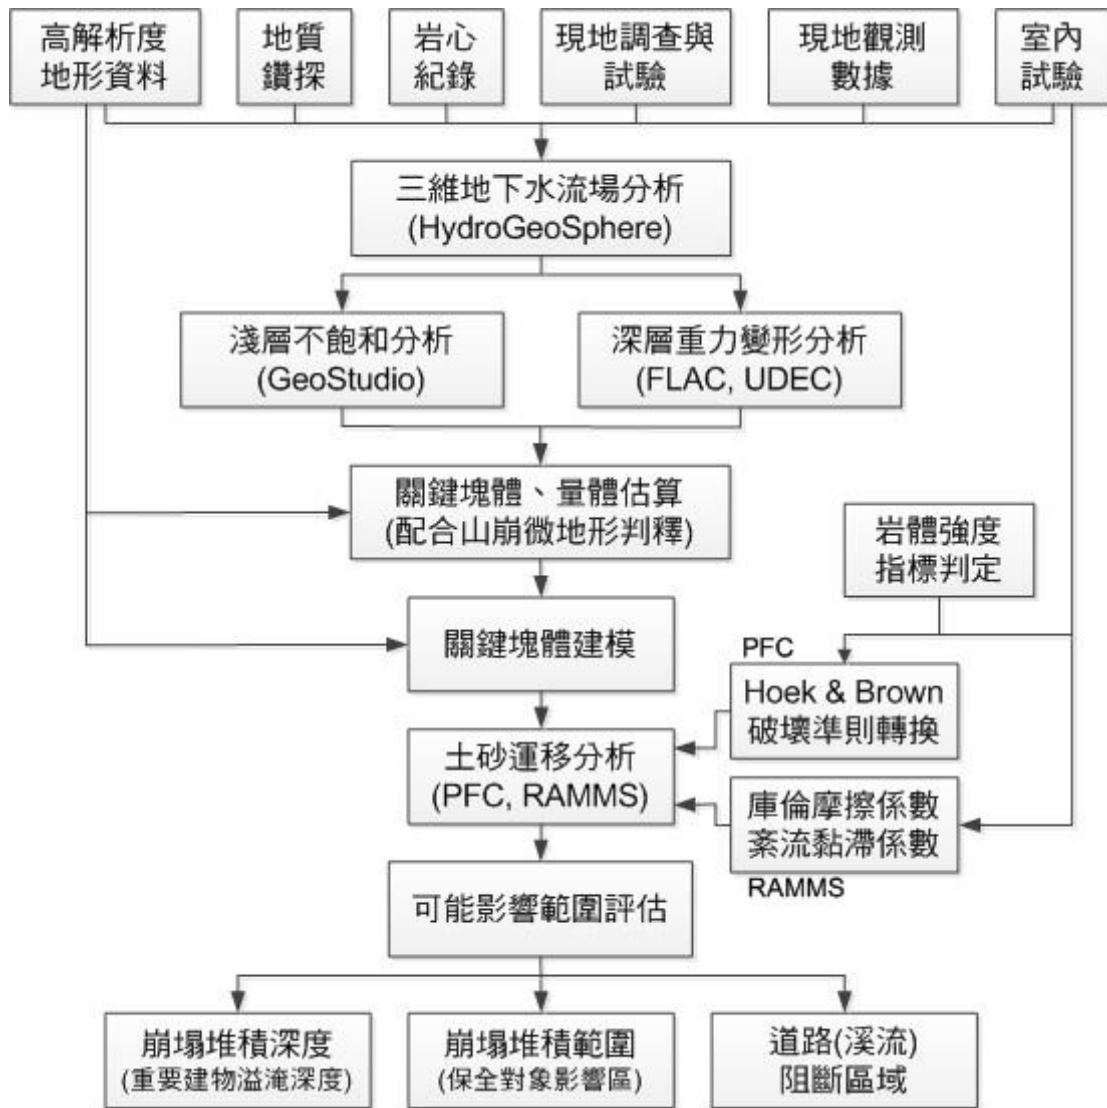 高解析度
地形資料
地質
鑽探
岩心
紀錄
現地調查與
試驗
現地觀測
數據
室內
試驗
三維地下水流場分析
(HydroGeoSphere)
淺層不飽和分析
(GeoStudio)
深層重力變形分析
(FLAC, UDEC)
關鍵塊體、量體估算
(配合山崩微地形判釋)
岩體強度
指標判定
關鍵塊體建模
PFC
Hoek & Brown
破壞準則轉換
土砂運移分析
(PFC, RAMMS)
庫倫摩擦係數
紊流黏滯係數
RAMMS
可能影響範圍評估
崩塌堆積深度
(重要建物溢淹深度)
崩塌堆積範圍
(保全對象影響區)
道路(溪流)
阻斷區域